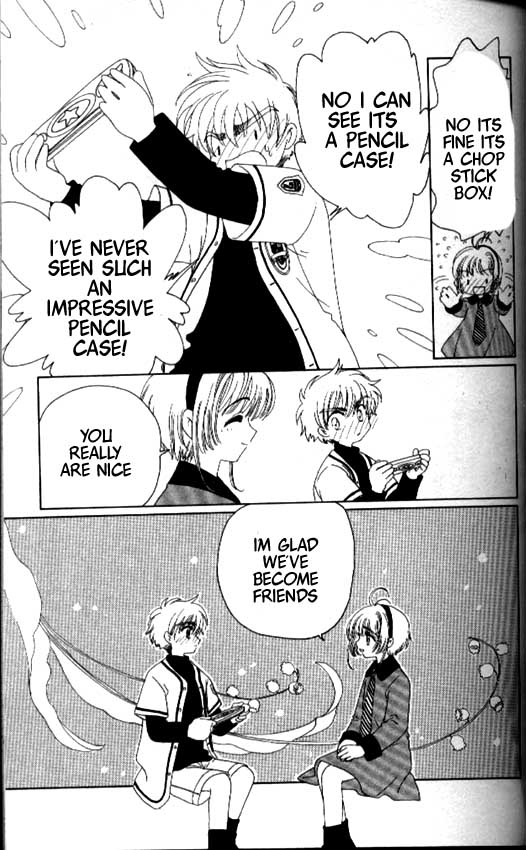 NO ITS
FINE ITS
A CHOP
STICK
BOX!
NO I CAN
SEE ITS
A PENCIL
CASE!
I'VE NEVER
SEEN SUCH
AN
IMPRESSIVE
PENCIL
CASE!
YOU
REALLY
ARE NICE
IM GLAD
WE'VE
BECOME
FRIENDS